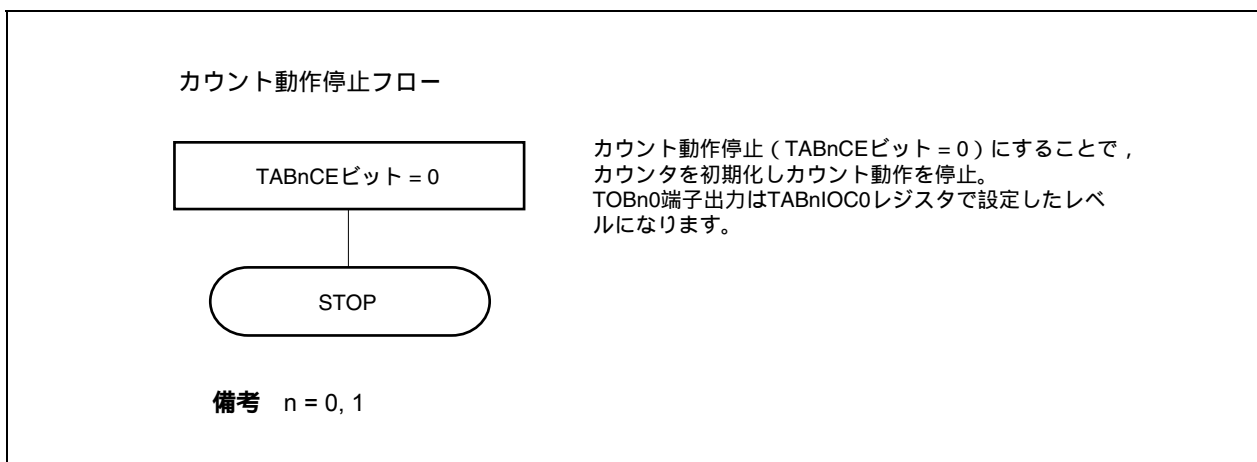 カウント動作停止フロー
TABnCEビット = 0
カウント動作停止（TABnCEビット = 0）にすることで，
カウンタを初期化しカウント動作を停止。
TOBn0端子出力はTABnIOC0レジスタで設定したレベ
ルになります。
STOP
備考 n = 0, 1